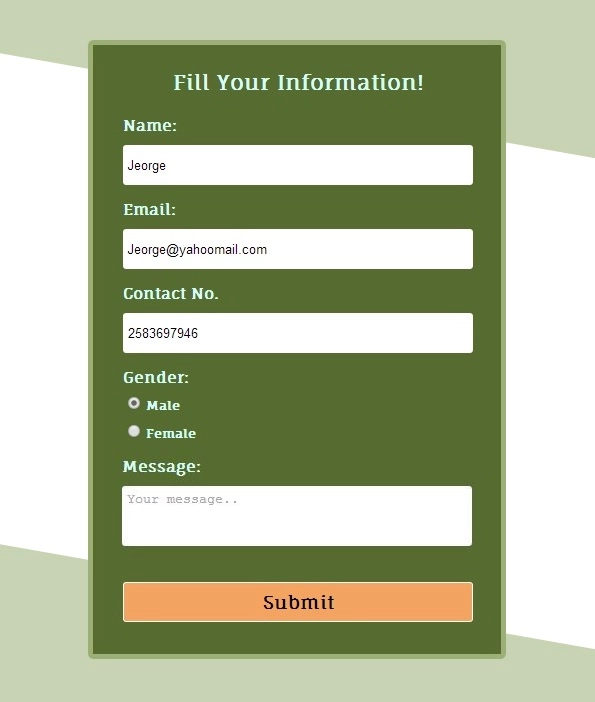 Fill Your Information!
Name:
Jeorge
Email:
Jeorge@yahoomail.com
Contact No.
2583697946
Gender:
Male
Female
Message:
Your message..
Submit